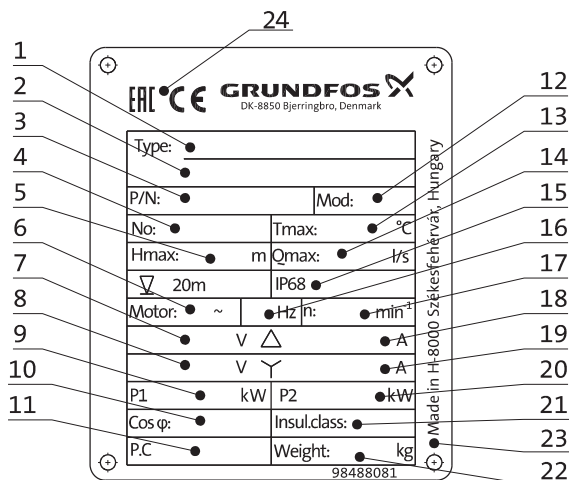 24
1
2
3
4
5
6
7
8
9
10
11
EAC CE GRUNDFOS
DK-8850 Bjerringbro, Denmark
Type:
P/N: Mod:
No: Tmax: °C
Hmax: m Qmax: l/s
20m IP68
Motor: ~ Hz n: min-1
V △ A
V Y A
P1 kW P2 kW
Cos φ: Insul.class:
P.C Weight: kg
98488081
Made in H-8000 Székesfehérvár, Hungary
12
13
14
15
16
17
18
19
20
21
23
22